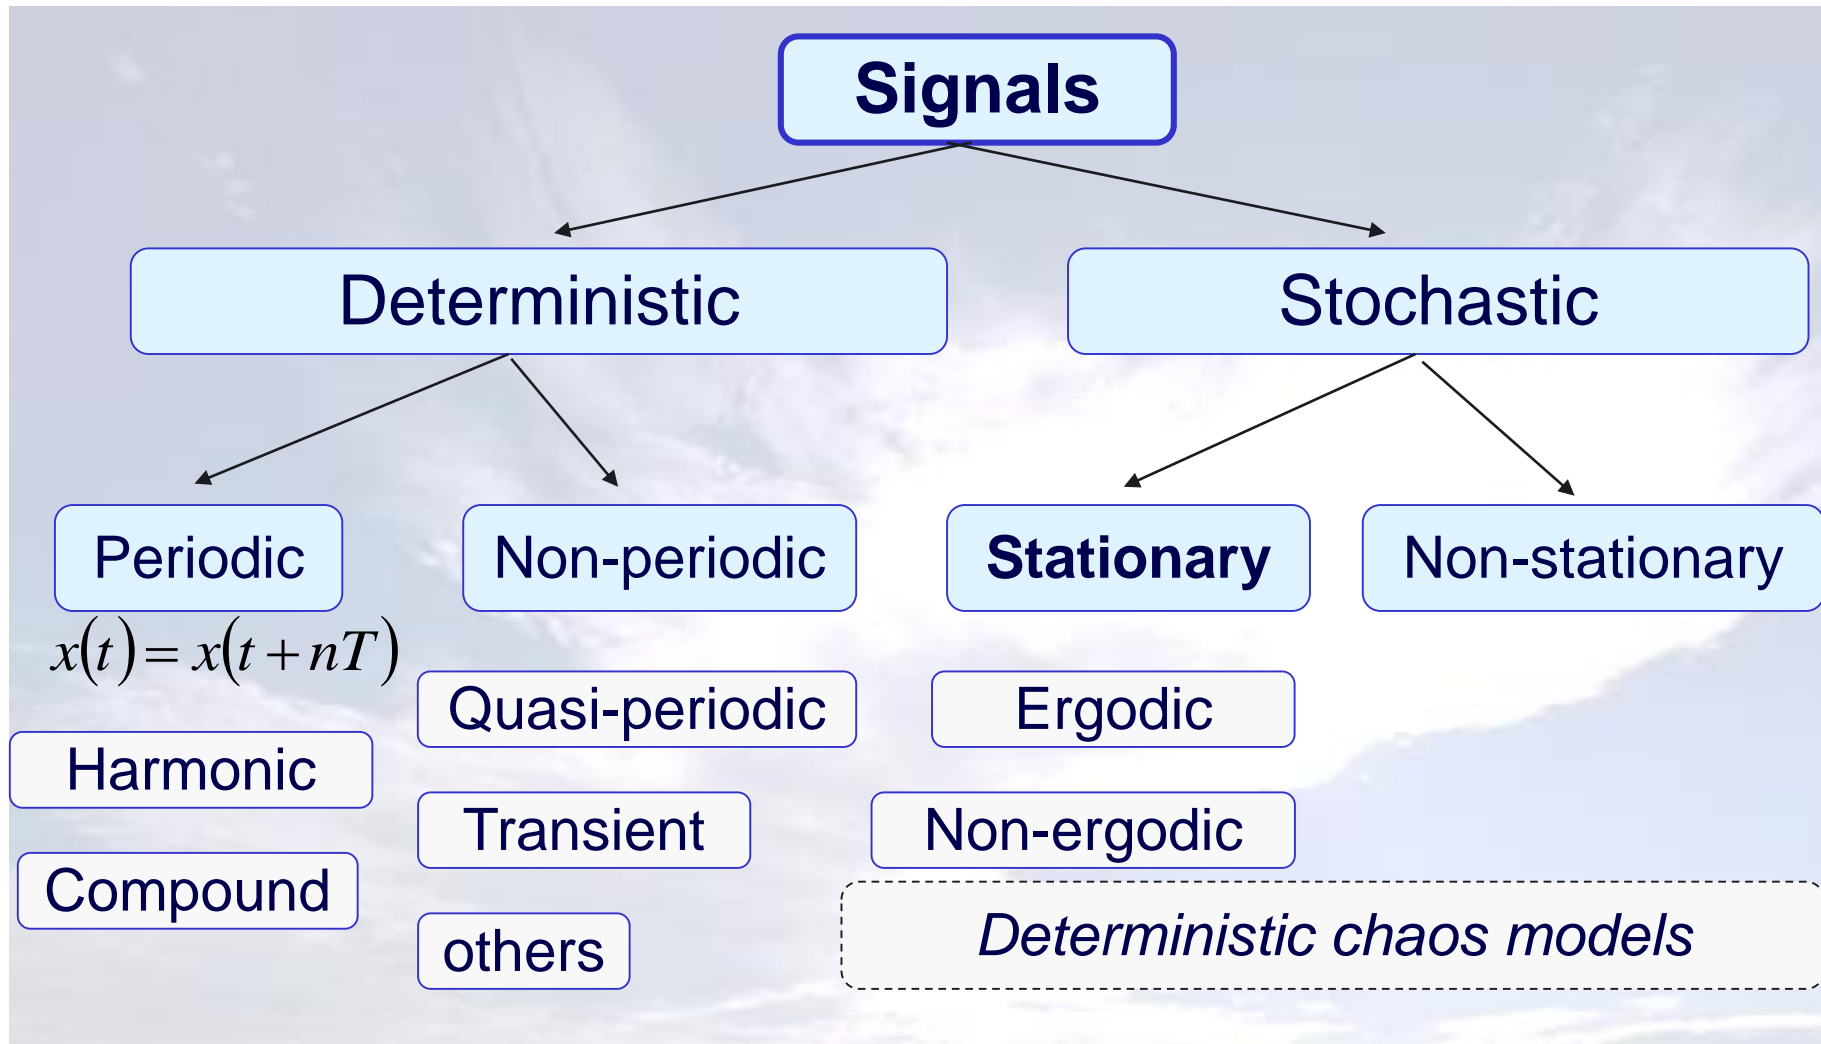 Signals
Deterministic
Stochastic
Periodic
Non-periodic
Stationary
Non-stationary
x(t) = x(t + nT)
Quasi-periodic
Ergodic
Harmonic
Transient
Non-ergodic
Compound
others
Deterministic chaos models